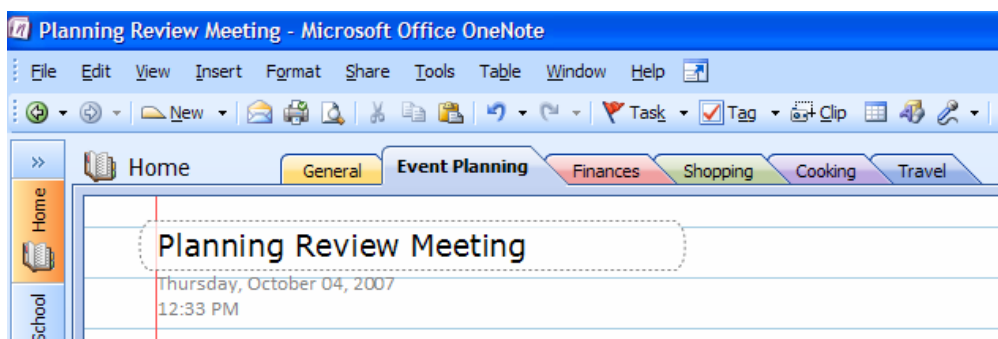 Planning Review Meeting - Microsoft Office OneNote
File Edit View Insert Format Share Tools Table Window Help
New Task Tag Clip
Home General Event Planning Finances Shopping Cooking Travel
Home
School
Planning Review Meeting
Thursday, October 04, 2007
12:33 PM